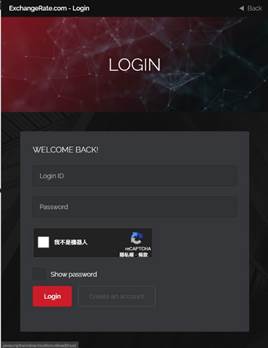 ExchangeRate.com - Login
◀ Back
LOGIN
WELCOME BACK!
Login ID
Password
我不是機器人
reCAPTCHA
隱私權 - 條款
Show password
Login
Create an account